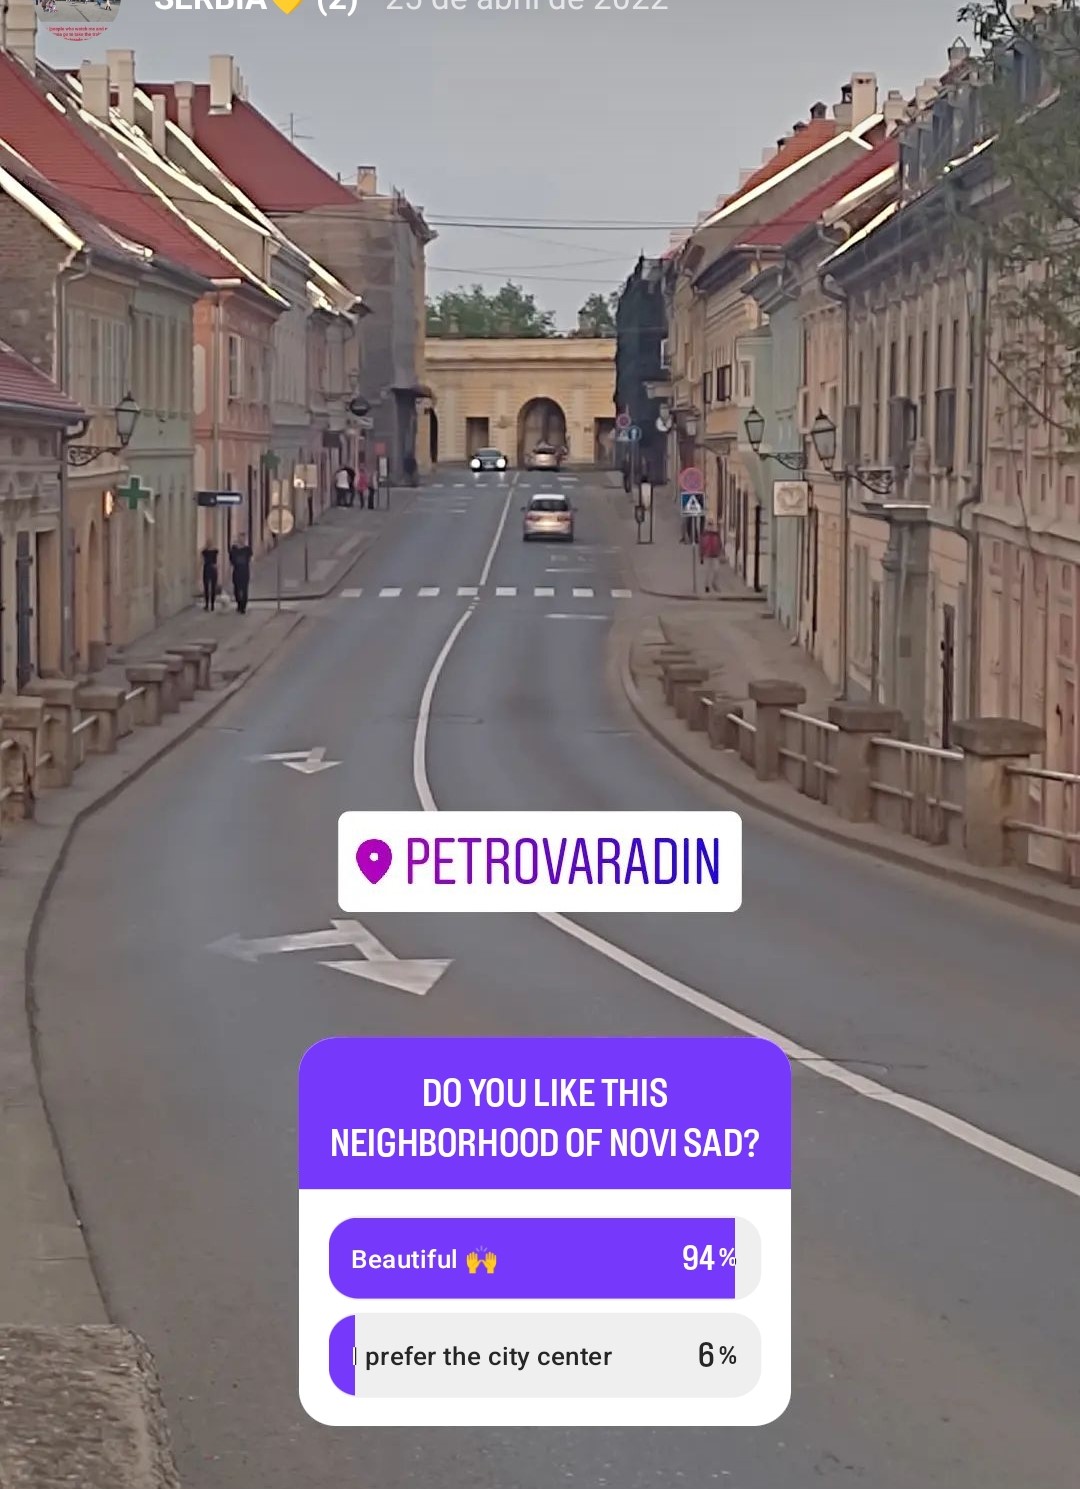 SERBIA💛 (2) 25 de abril de 2022
PETROVARADIN
DO YOU LIKE THIS
NEIGHBORHOOD OF NOVI SAD?
Beautiful 🙌 94%
I prefer the city center 6%